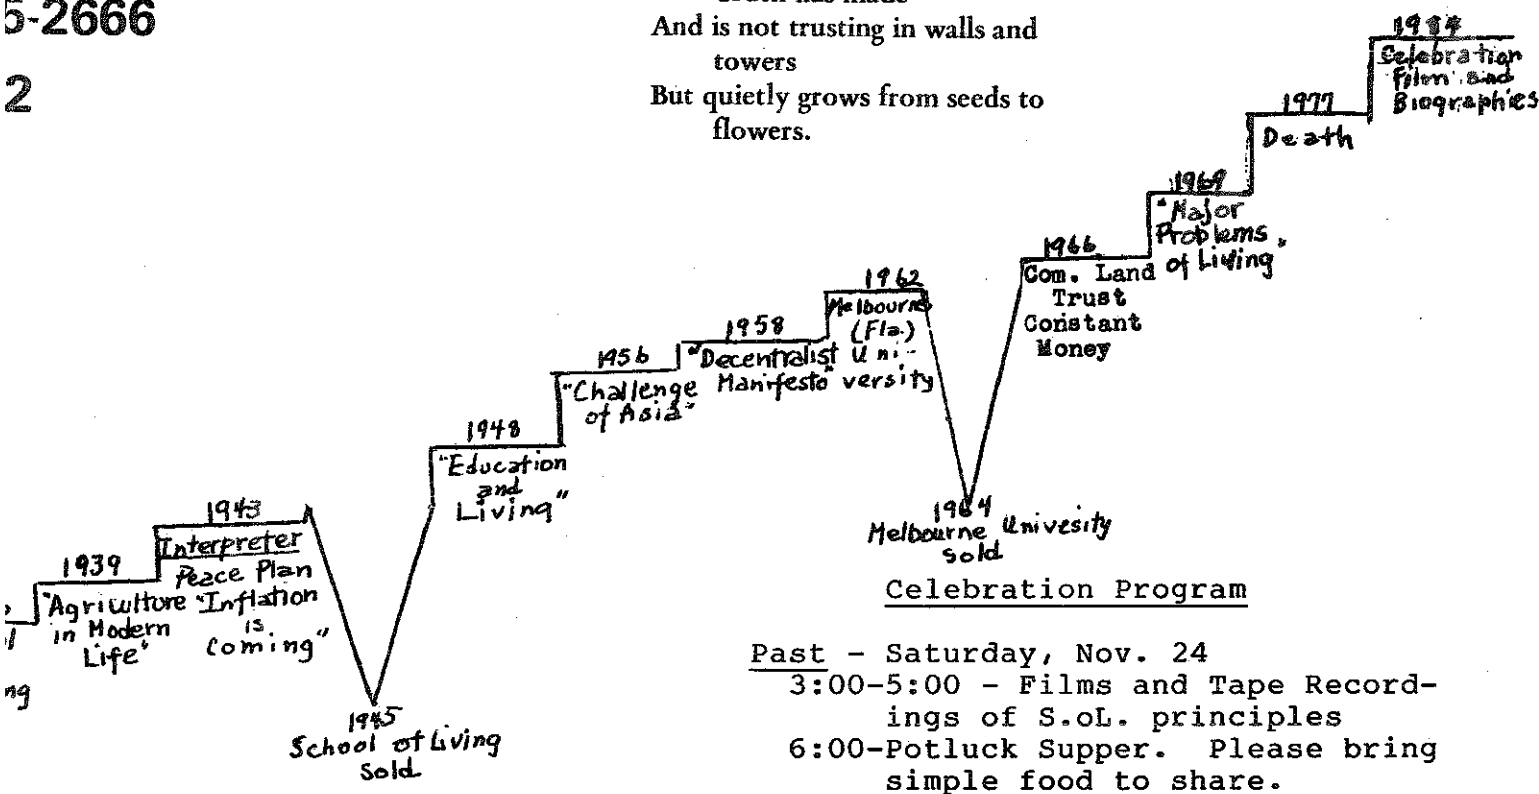 5-2666
2
And is not trusting in walls and
towers
But quietly grows from seeds to
flowers.
1984
Celebration
Film and
Biographies
1977
Death
1969
"Major
Problems
of Living"
1966
Com. Land
Trust
Constant
Money
1962
Melbourne
(Fla.)
Uni-
versity
1958
"Decentralist
Manifesto"
1956
"Challenge
of Asia"
1948
"Education
and
Living"
1964
Melbourne Univesity
Sold
1943
Interpreter
Peace Plan
"Inflation
is
Coming"
1939
"Agriculture
in Modern
Life"
ng
1945
School of Living
Sold
Celebration Program
Past - Saturday, Nov. 24
3:00-5:00 - Films and Tape Record-
ings of S.oL. principles
6:00-Potluck Supper. Please bring
simple food to share.